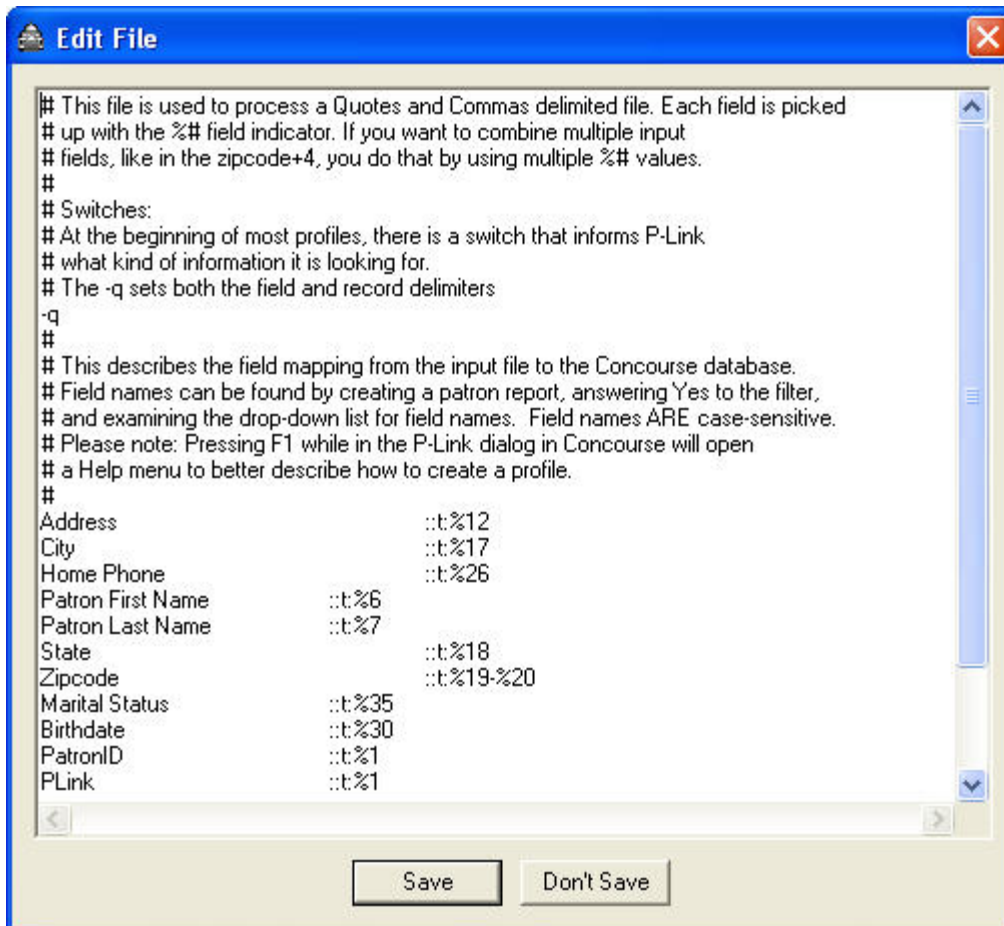 Edit File
# This file is used to process a Quotes and Commas delimited file. Each field is picked
# up with the %# field indicator. If you want to combine multiple input
# fields, like in the zipcode+4, you do that by using multiple %# values.
#
# Switches:
# At the beginning of most profiles, there is a switch that informs P-Link
# what kind of information it is looking for.
# The -q sets both the field and record delimiters
-q
#
# This describes the field mapping from the input file to the Concourse database.
# Field names can be found by creating a patron report, answering Yes to the filter,
# and examining the drop-down list for field names.  Field names ARE case-sensitive.
# Please note: Pressing F1 while in the P-Link dialog in Concourse will open
# a Help menu to better describe how to create a profile.
#
Address ::t:%12
City ::t:%17
Home Phone ::t:%26
Patron First Name ::t:%6
Patron Last Name ::t:%7
State ::t:%18
Zipcode ::t:%19-%20
Marital Status ::t:%35
Birthdate ::t:%30
PatronID ::t:%1
PLink ::t:%1
Save Don't Save